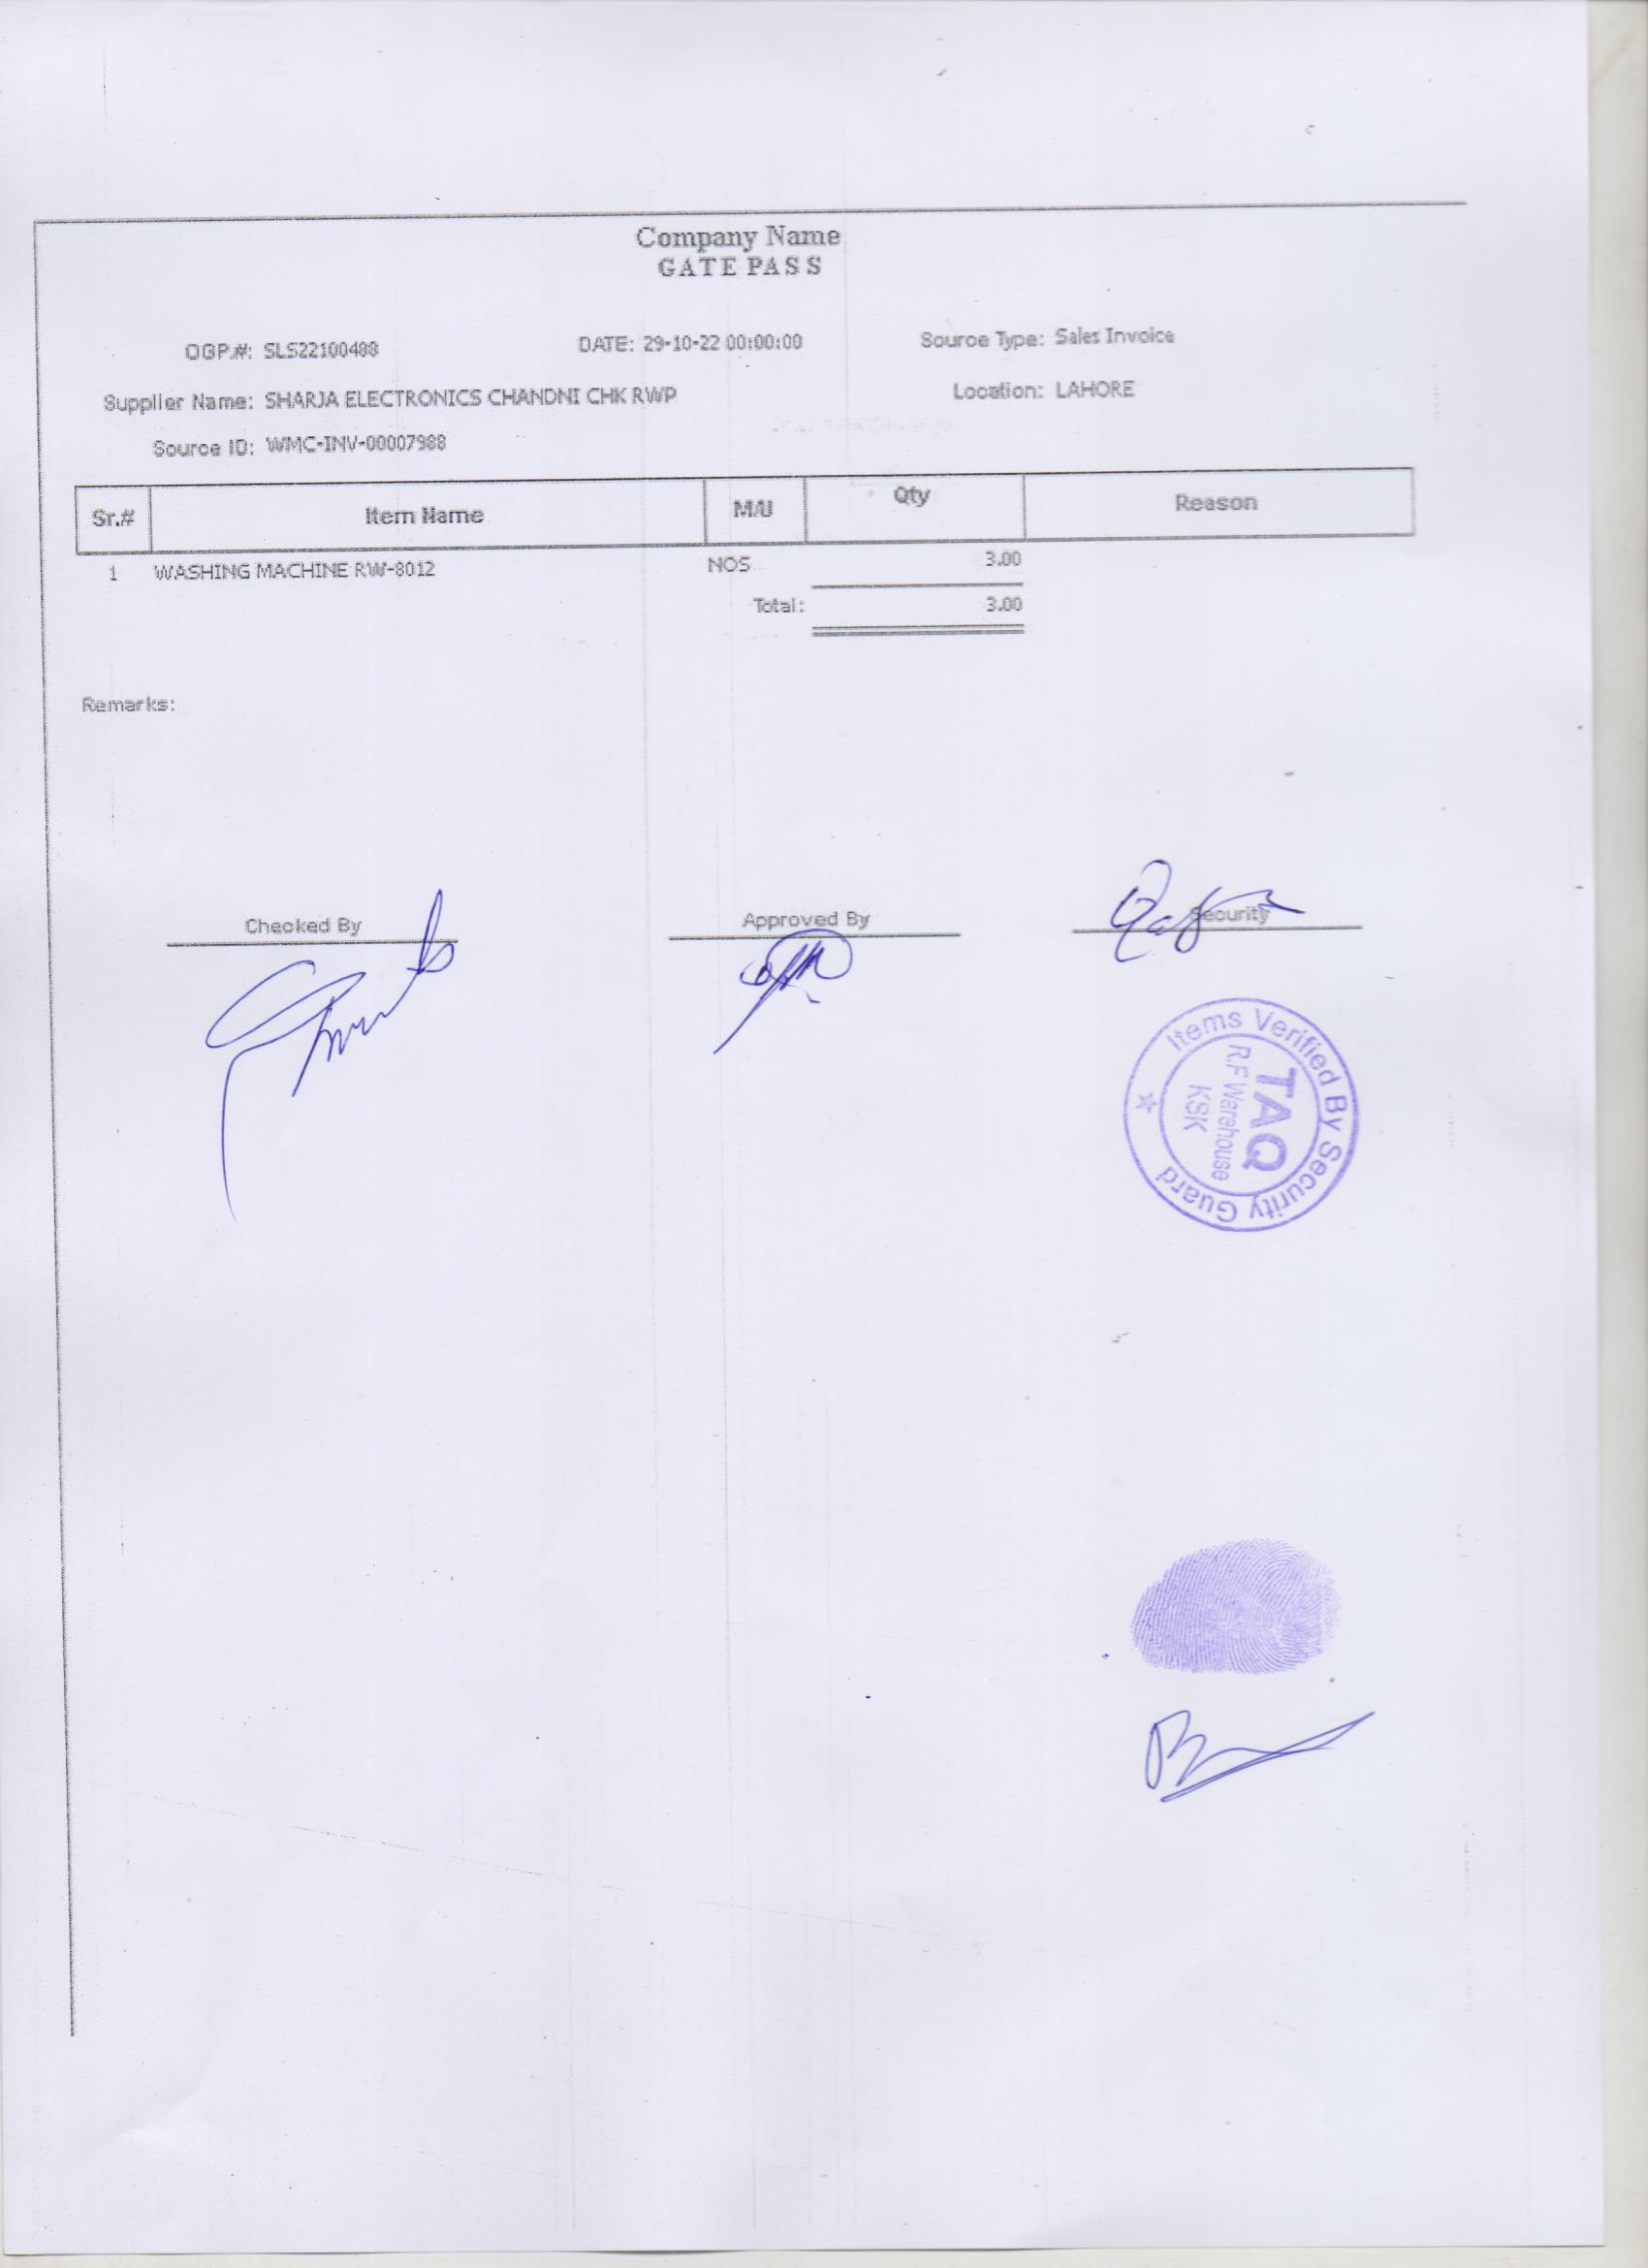 Company Name
GATE PASS
OGP.#: SLS22100488 DATE: 29-10-22 00:00:00 Source Type: Sales Invoice
Supplier Name: SHARJA ELECTRONICS CHANDNI CHK RWP Location: LAHORE
Source ID: WMC-INV-00007988
Sr.# Item Name M/U Qty Reason
1 WASHING MACHINE RW-8012 NOS 3.00
Total: 3.00
Remarks:
Checked By Approved By Security
Items Verified By Security Guard
TAQ
R.F Warehouse
KSK